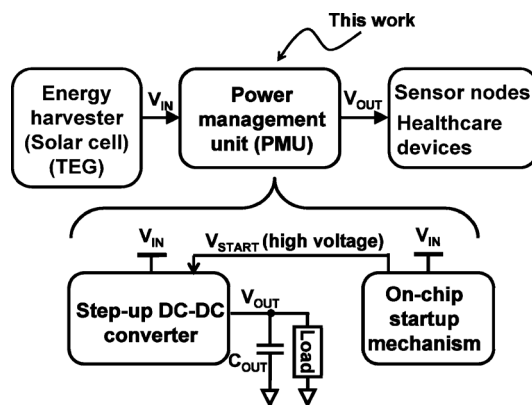 This work
Energy
harvester
(Solar cell)
(TEG)
VIN
Power
management
unit (PMU)
VOUT
Sensor nodes
Healthcare
devices
VIN
VSTART (high voltage)
VIN
Step-up DC-DC
converter
VOUT
COUT
Load
On-chip
startup
mechanism